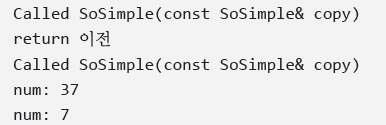 Called SoSimple(const SoSimple& copy)
return 이전
Called SoSimple(const SoSimple& copy)
num: 37
num: 7